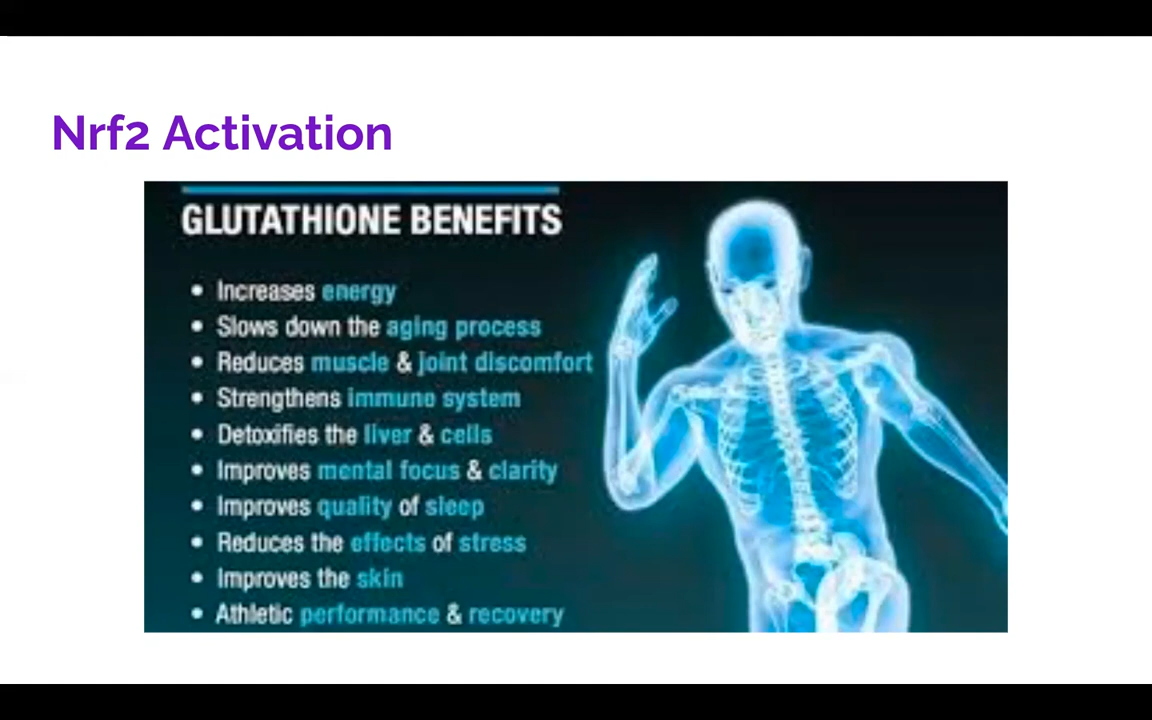 Nrf2 Activation
GLUTATHIONE BENEFITS
• Increases energy
• Slows down the aging process
• Reduces muscle & joint discomfort
• Strengthens immune system
• Detoxifies the liver & cells
• Improves mental focus & clarity
• Improves quality of sleep
• Reduces the effects of stress
• Improves the skin
• Athletic performance & recovery